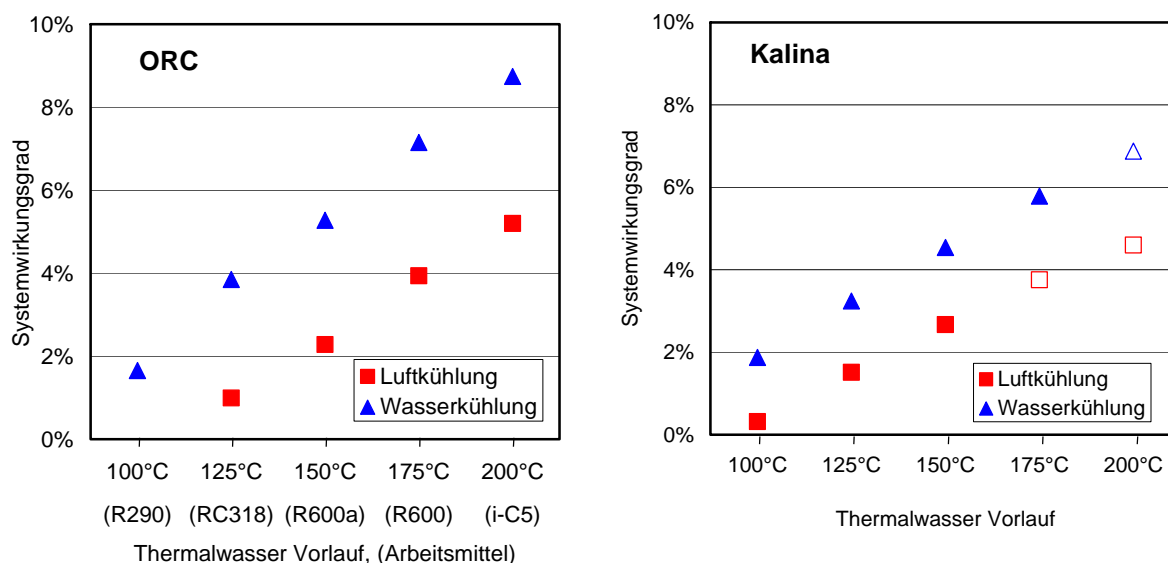 ORC
Systemwirkungsgrad
10%
8%
6%
4%
2%
0%
Luftkühlung
Wasserkühlung
100°C 125°C 150°C 175°C 200°C
(R290) (RC318) (R600a) (R600) (i-C5)
Thermalwasser Vorlauf, (Arbeitsmittel)
Kalina
Systemwirkungsgrad
10%
8%
6%
4%
2%
0%
Luftkühlung
Wasserkühlung
100°C 125°C 150°C 175°C 200°C
Thermalwasser Vorlauf